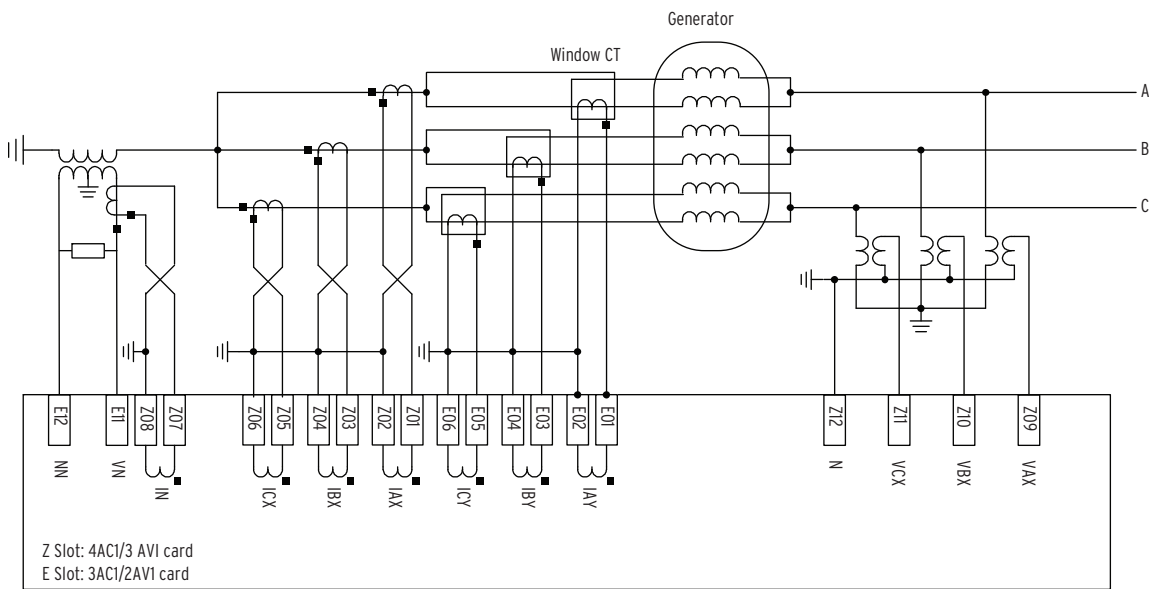 Generator
Window CT
A
B
C
E12
E11
Z08
Z07
Z06
Z05
Z04
Z03
Z02
Z01
E06
E05
E04
E03
E02
E01
Z12
Z11
Z10
Z09
NN
VN
IN
ICX
IBX
IAX
ICY
IBY
IAY
N
VCX
VBX
VAX
Z Slot: 4AC1/3 AVI card
E Slot: 3AC1/2AV1 card